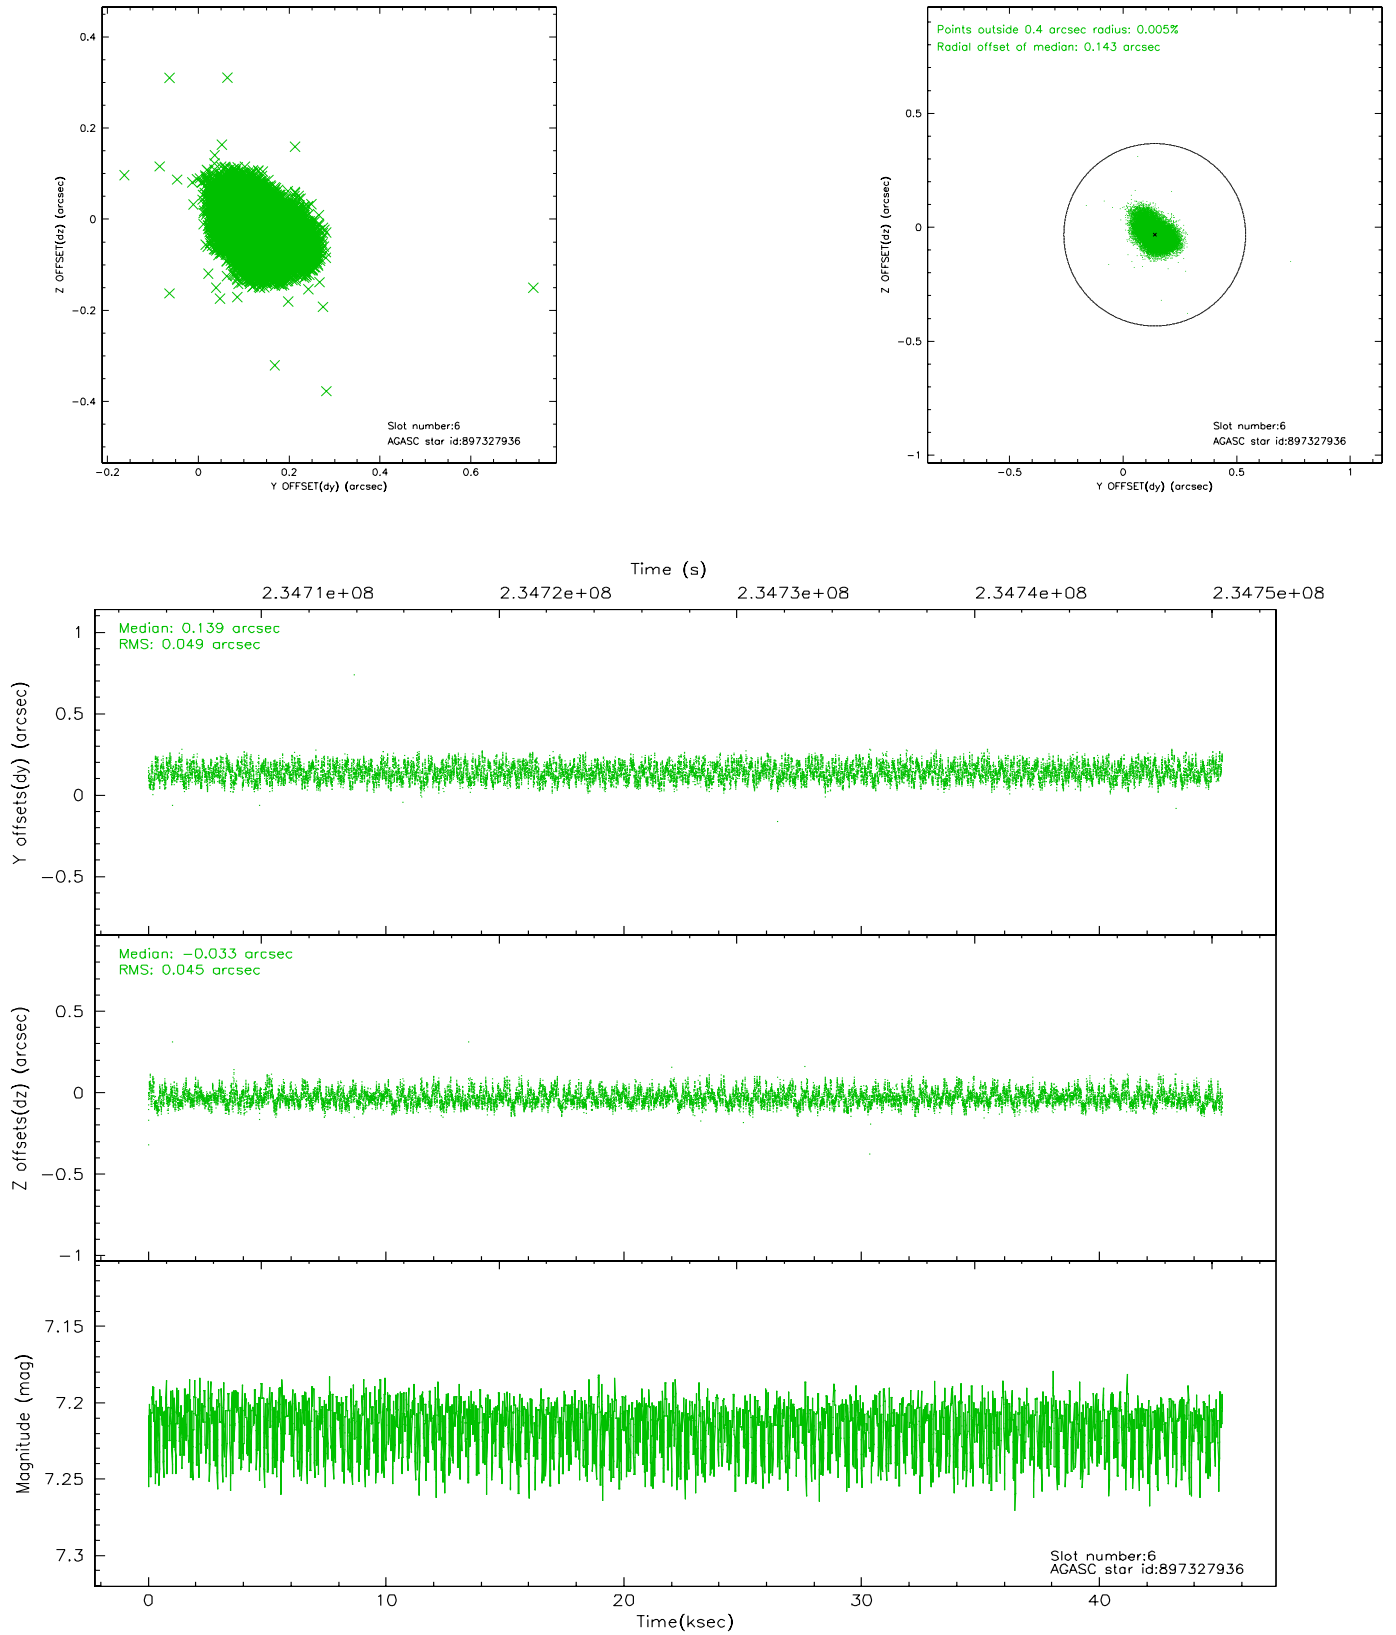 0.4
0.2
0
-0.2
-0.4
Z OFFSET(dz) (arcsec)
Slot number:6
AGASC star id:897327936
-0.2 0 0.2 0.4 0.6
Y OFFSET(dy) (arcsec)
Points outside 0.4 arcsec radius: 0.005%
Radial offset of median: 0.143 arcsec
0.5
0
-0.5
-1
Z OFFSET(dz) (arcsec)
Slot number:6
AGASC star id:897327936
-0.5 0 0.5 1
Y OFFSET(dy) (arcsec)
Time (s)
2.3471e+08 2.3472e+08 2.3473e+08 2.3474e+08 2.3475e+08
Median: 0.139 arcsec
RMS: 0.049 arcsec
1
0.5
0
-0.5
Y offsets(dy) (arcsec)
Median: -0.033 arcsec
RMS: 0.045 arcsec
0.5
0
-0.5
-1
Z offsets(dz) (arcsec)
7.15
7.2
7.25
7.3
Magnitude (mag)
Slot number:6
AGASC star id:897327936
0 10 20 30 40
Time(ksec)